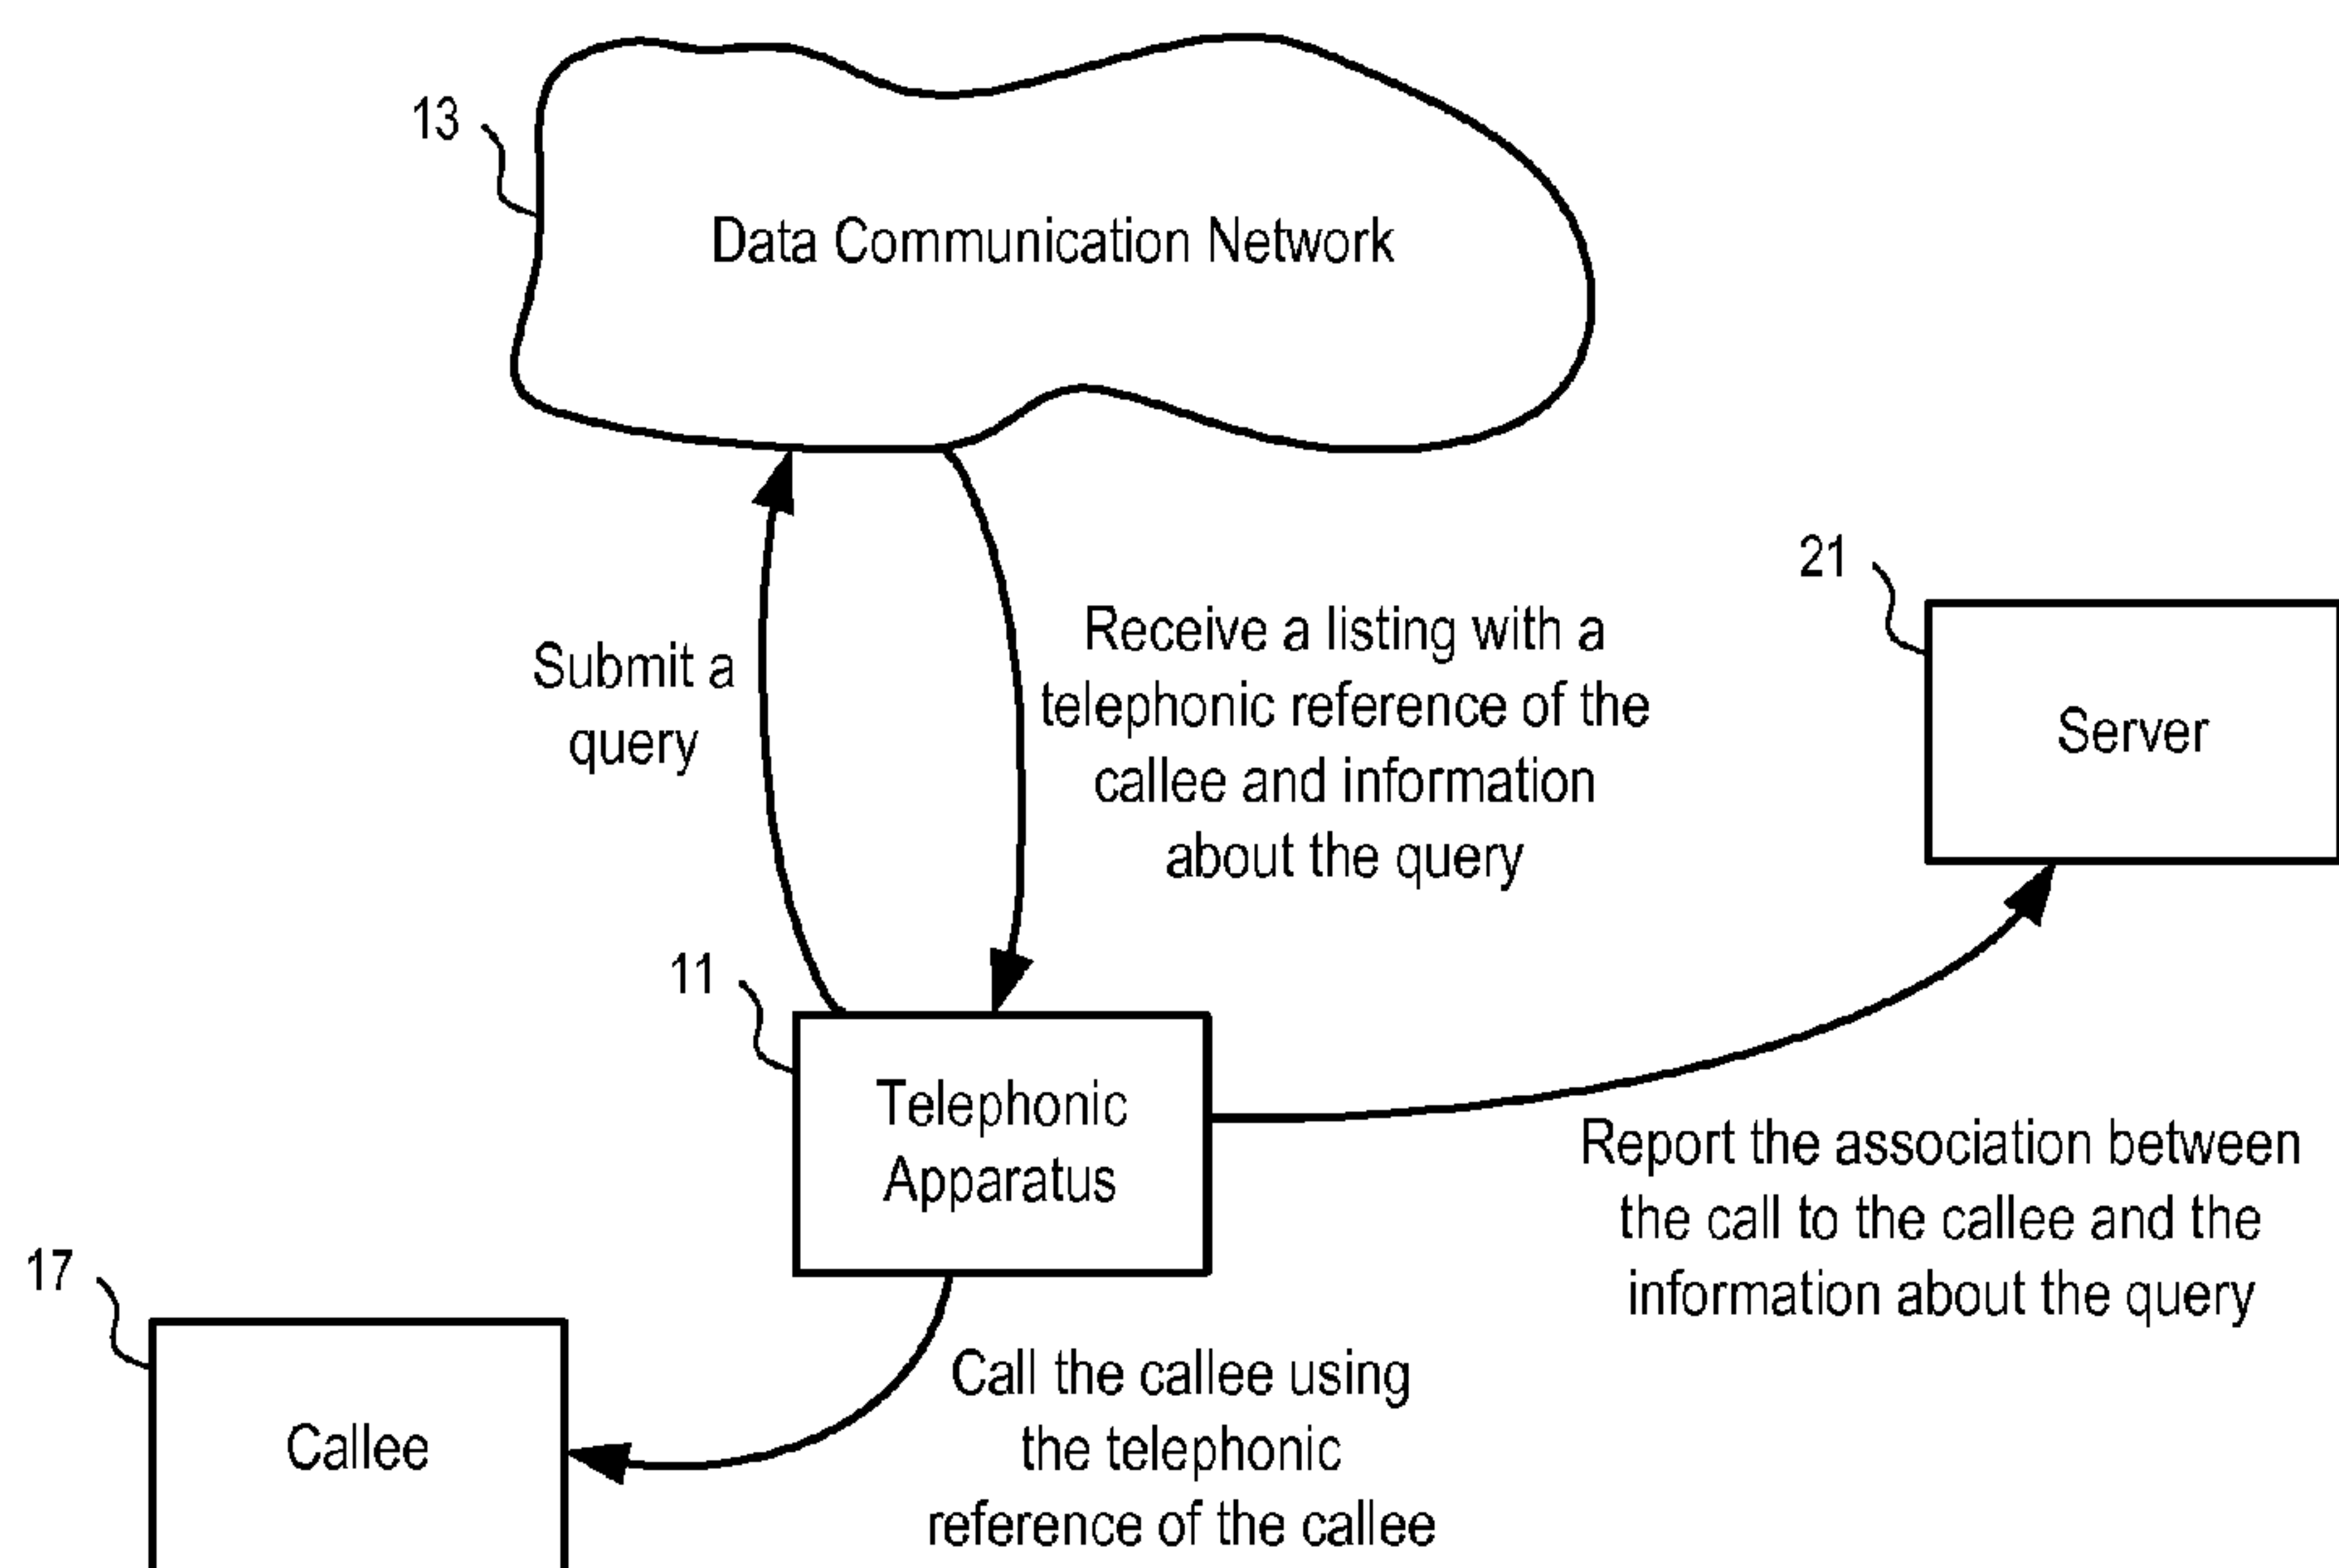 13
Data Communication Network
21
Submit a
query
Receive a listing with a
telephonic reference of the
callee and information
about the query
Server
11
Telephonic
Apparatus
Report the association between
the call to the callee and the
information about the query
17
Callee
Call the callee using
the telephonic
reference of the callee